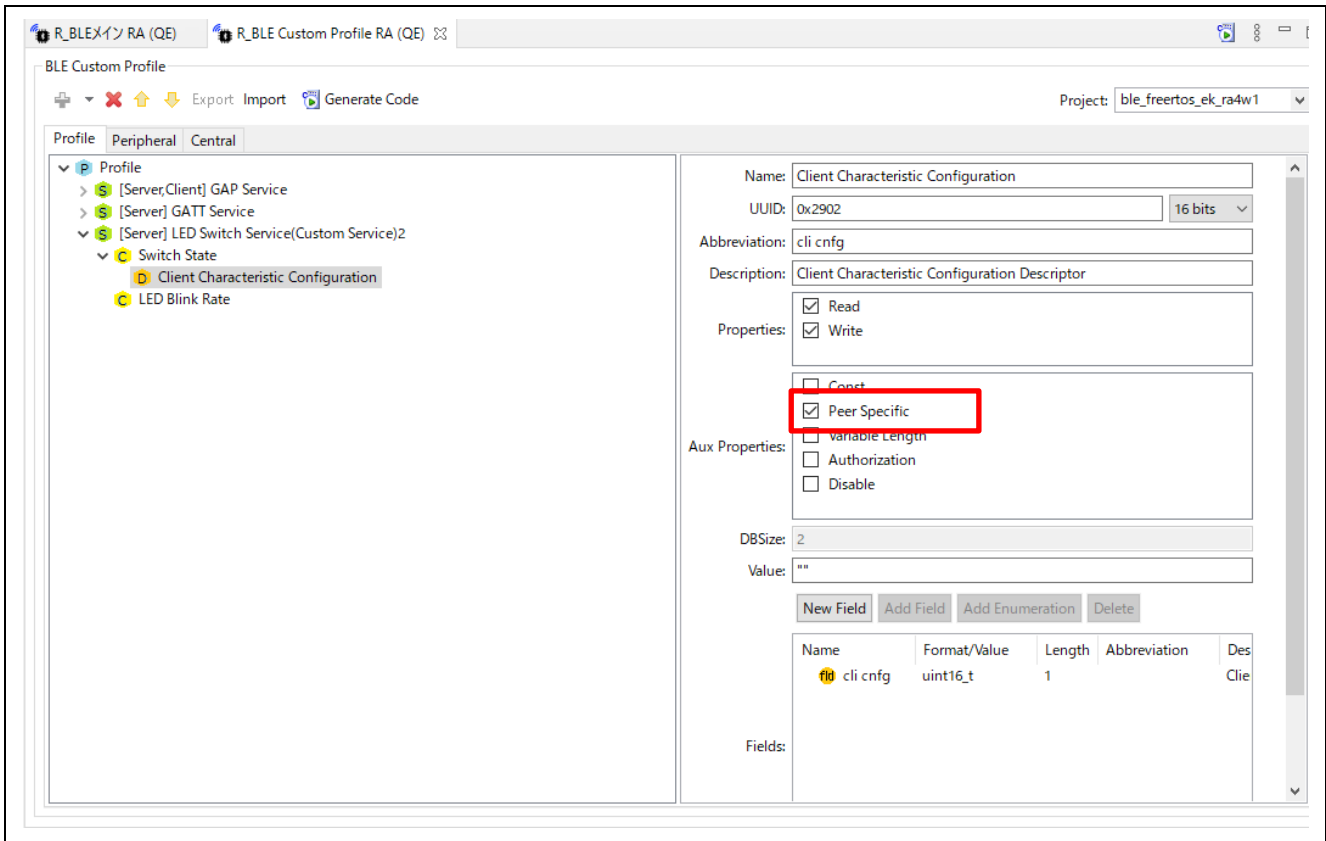 R_BLEメイン RA (QE) R_BLE Custom Profile RA (QE)
BLE Custom Profile
Export Import Generate Code Project: ble_freertos_ek_ra4w1
Profile Peripheral Central
Profile
[Server,Client] GAP Service
[Server] GATT Service
[Server] LED Switch Service(Custom Service)2
Switch State
Client Characteristic Configuration
LED Blink Rate
Name: Client Characteristic Configuration
UUID: 0x2902 16 bits
Abbreviation: cli cnfg
Description: Client Characteristic Configuration Descriptor
Properties:
Read
Write
Aux Properties:
Const
Peer Specific
Variable Length
Authorization
Disable
DBSize: 2
Value: ""
New Field Add Field Add Enumeration Delete
Fields:
Name Format/Value Length Abbreviation Des
fld cli cnfg uint16_t 1 Clie